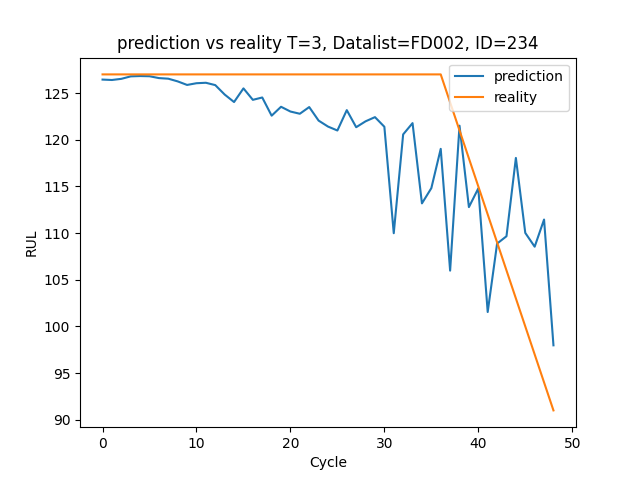 prediction vs reality T=3, Datalist=FD002, ID=234
prediction
reality
125
120
115
110
105
100
95
90
RUL
0 10 20 30 40 50
Cycle